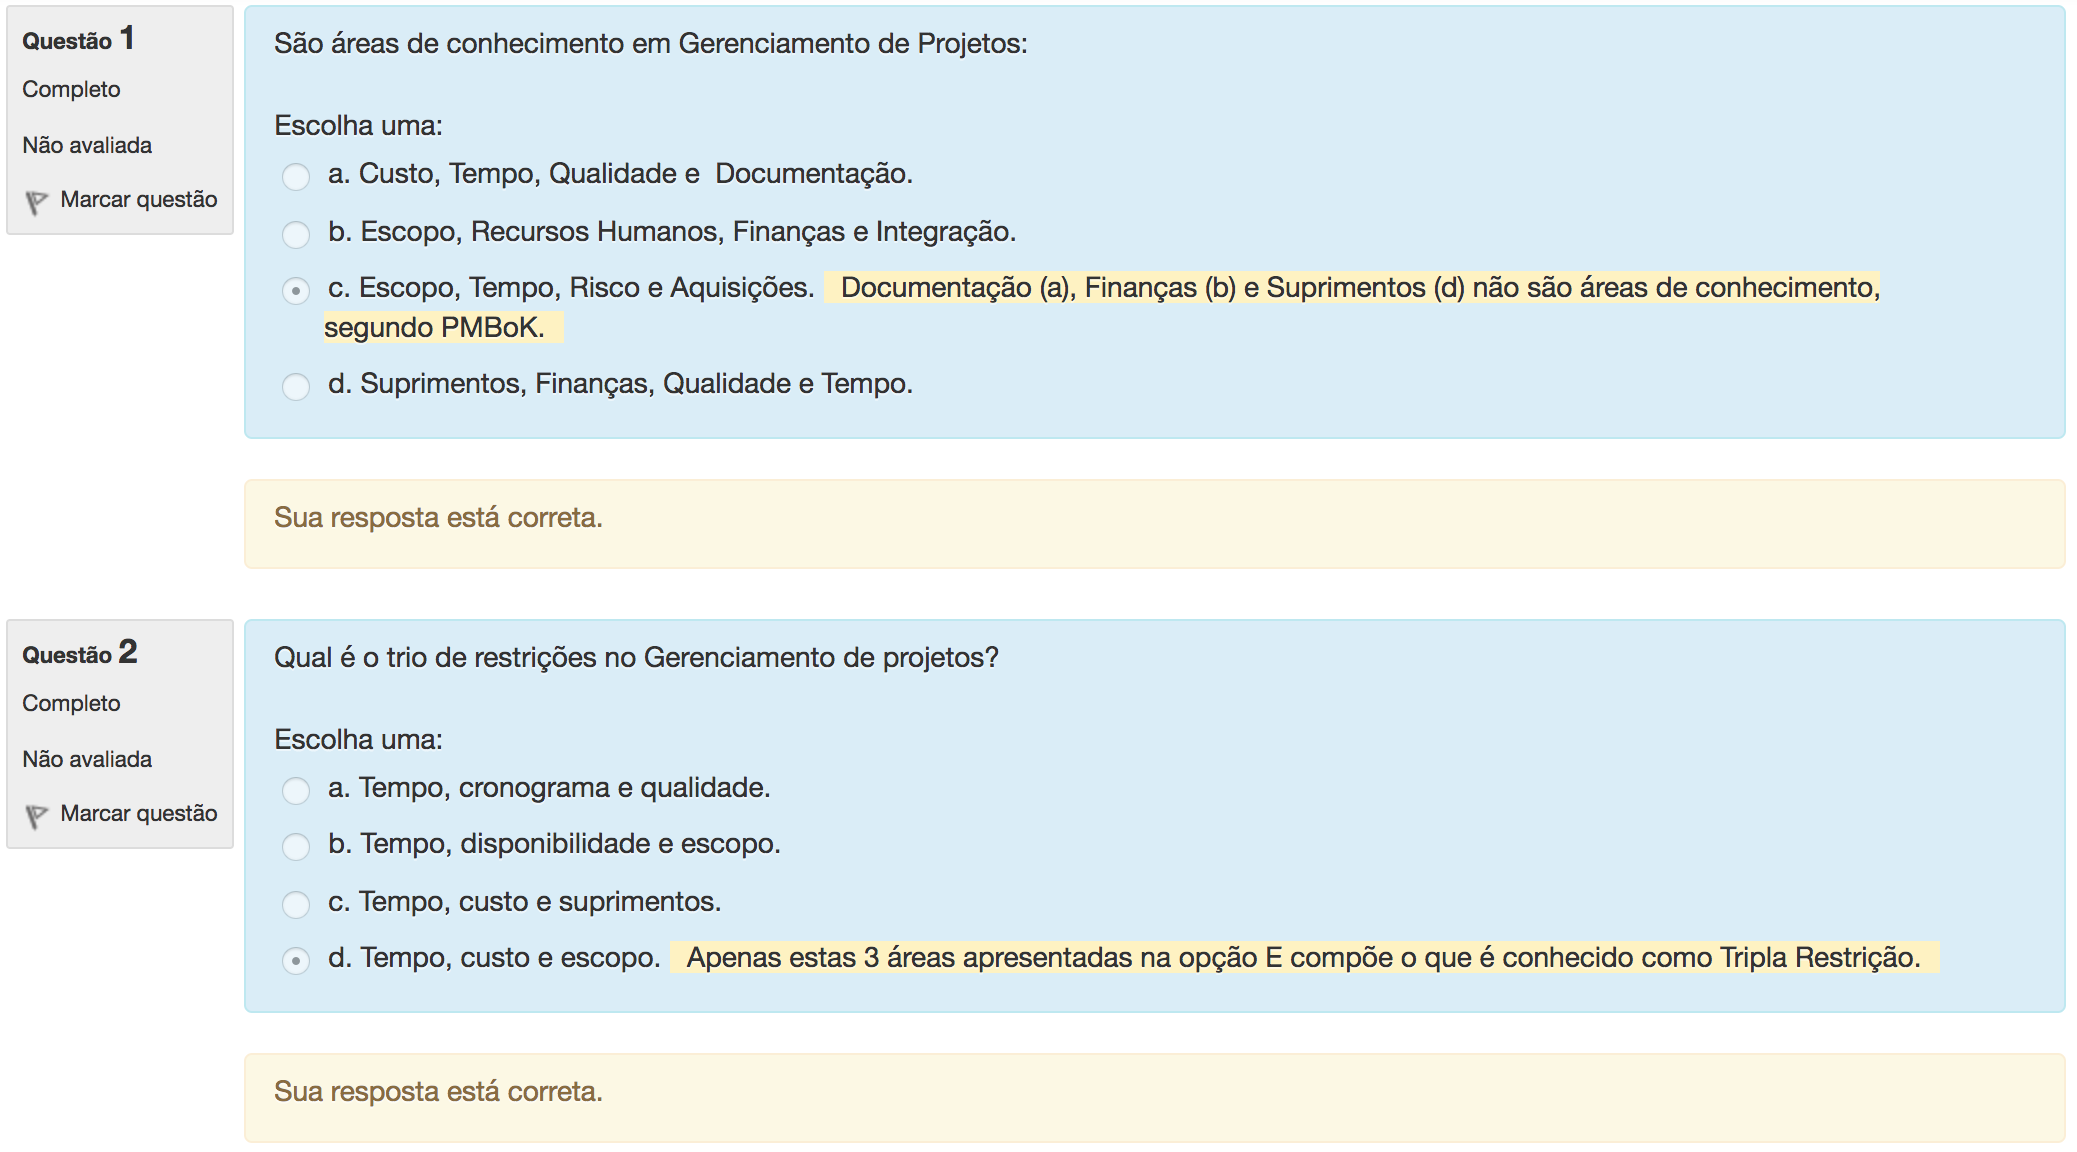 Questão 1
Completo
Não avaliada
Marcar questão
São áreas de conhecimento em Gerenciamento de Projetos:
Escolha uma:
a. Custo, Tempo, Qualidade e  Documentação.
b. Escopo, Recursos Humanos, Finanças e Integração.
c. Escopo, Tempo, Risco e Aquisições. Documentação (a), Finanças (b) e Suprimentos (d) não são áreas de conhecimento,
segundo PMBoK.
d. Suprimentos, Finanças, Qualidade e Tempo.
Sua resposta está correta.
Questão 2
Completo
Não avaliada
Marcar questão
Qual é o trio de restrições no Gerenciamento de projetos?
Escolha uma:
a. Tempo, cronograma e qualidade.
b. Tempo, disponibilidade e escopo.
c. Tempo, custo e suprimentos.
d. Tempo, custo e escopo. Apenas estas 3 áreas apresentadas na opção E compõe o que é conhecido como Tripla Restrição.
Sua resposta está correta.